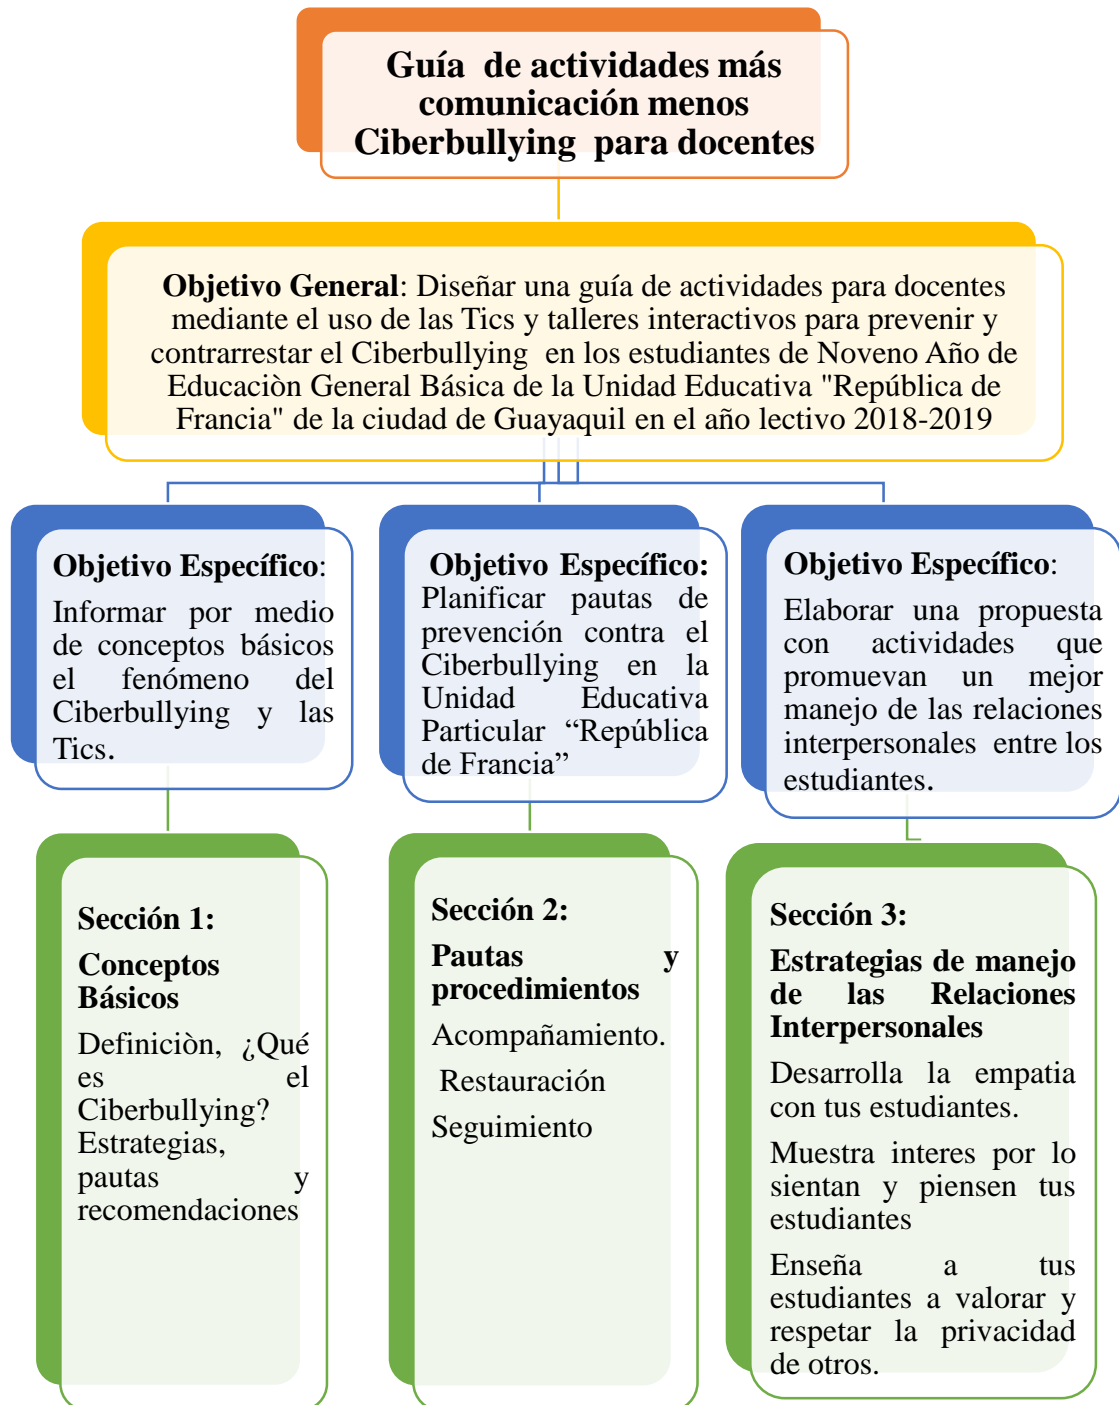 Guía de actividades más
comunicación menos
Ciberbullying para docentes
Objetivo General: Diseñar una guía de actividades para docentes
mediante el uso de las Tics y talleres interactivos para prevenir y
contrarrestar el Ciberbullying en los estudiantes de Noveno Año de
Educaciòn General Básica de la Unidad Educativa "República de
Francia" de la ciudad de Guayaquil en el año lectivo 2018-2019
Objetivo Específico:
Informar por medio
de conceptos básicos
el fenómeno del
Ciberbullying y las
Tics.
Objetivo Específico:
Planificar pautas de
prevención contra el
Ciberbullying en la
Unidad Educativa
Particular “República
de Francia”
Objetivo Específico:
Elaborar una propuesta
con actividades que
promuevan un mejor
manejo de las relaciones
interpersonales entre los
estudiantes.
Sección 1:
Conceptos
Básicos
Definiciòn, ¿Qué
es el
Ciberbullying?
Estrategias,
pautas y
recomendaciones
Sección 2:
Pautas y
procedimientos
Acompañamiento.
Restauración
Seguimiento
Sección 3:
Estrategias de manejo
de las Relaciones
Interpersonales
Desarrolla la empatia
con tus estudiantes.
Muestra interes por lo
sientan y piensen tus
estudiantes
Enseña a tus
estudiantes a valorar y
respetar la privacidad
de otros.